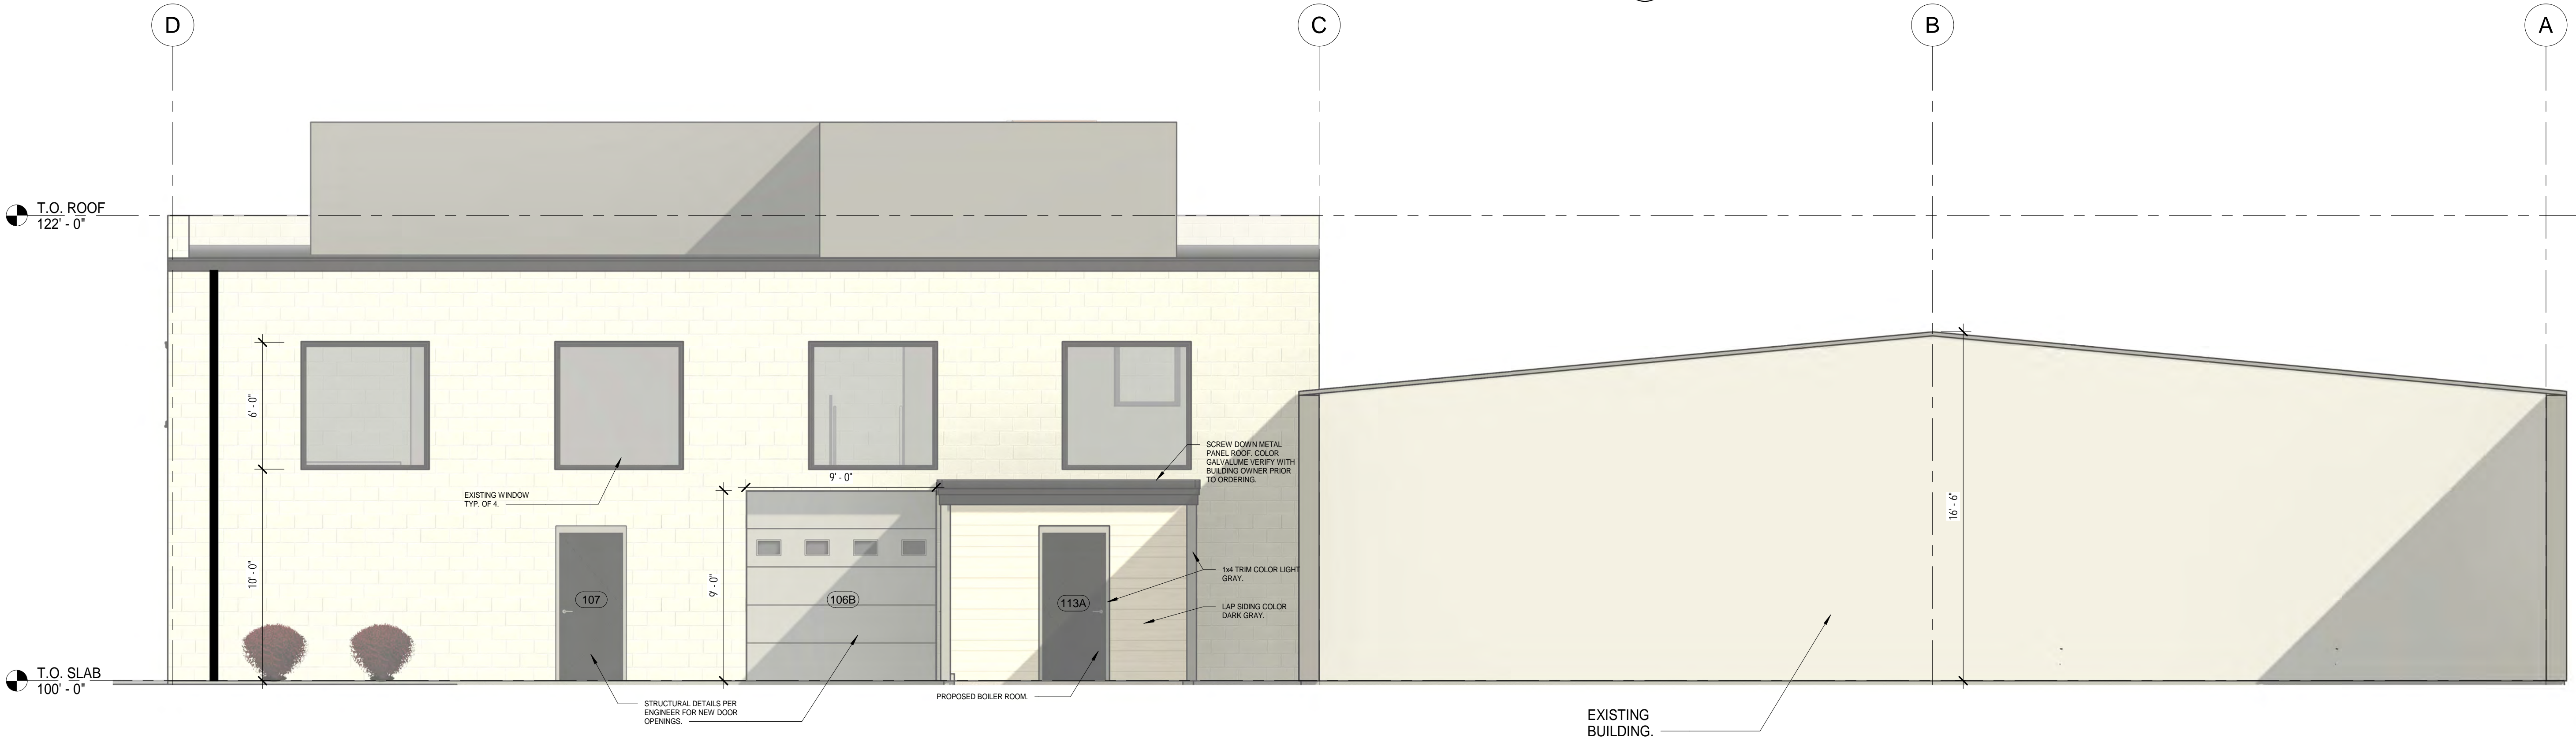 D
C
B
A
T.O. ROOF
122' - 0"
6' - 0"
10' - 0"
EXISTING WINDOW
TYP. OF 4.
9' - 0"
9' - 0"
SCREW DOWN METAL
PANEL ROOF. COLOR
GALVALUME VERIFY WITH
BUILDING OWNER PRIOR
TO ORDERING.
16' - 6"
107
106B
113A
1x4 TRIM COLOR LIGHT
GRAY.
LAP SIDING COLOR
DARK GRAY.
T.O. SLAB
100' - 0"
STRUCTURAL DETAILS PER
ENGINEER FOR NEW DOOR
OPENINGS.
PROPOSED BOILER ROOM.
EXISTING
BUILDING.